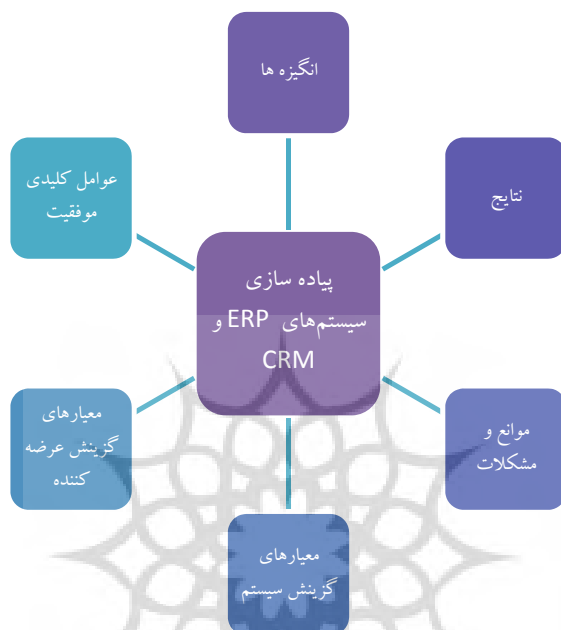 انگیزه ها
نتایج
عوامل کلیدی
موفقیت
پیاده سازی
سیستم‌های ERP و
CRM
موانع و
مشکلات
معیارهای
گزینش عرضه
کننده
معیارهای
گزینش سیستم